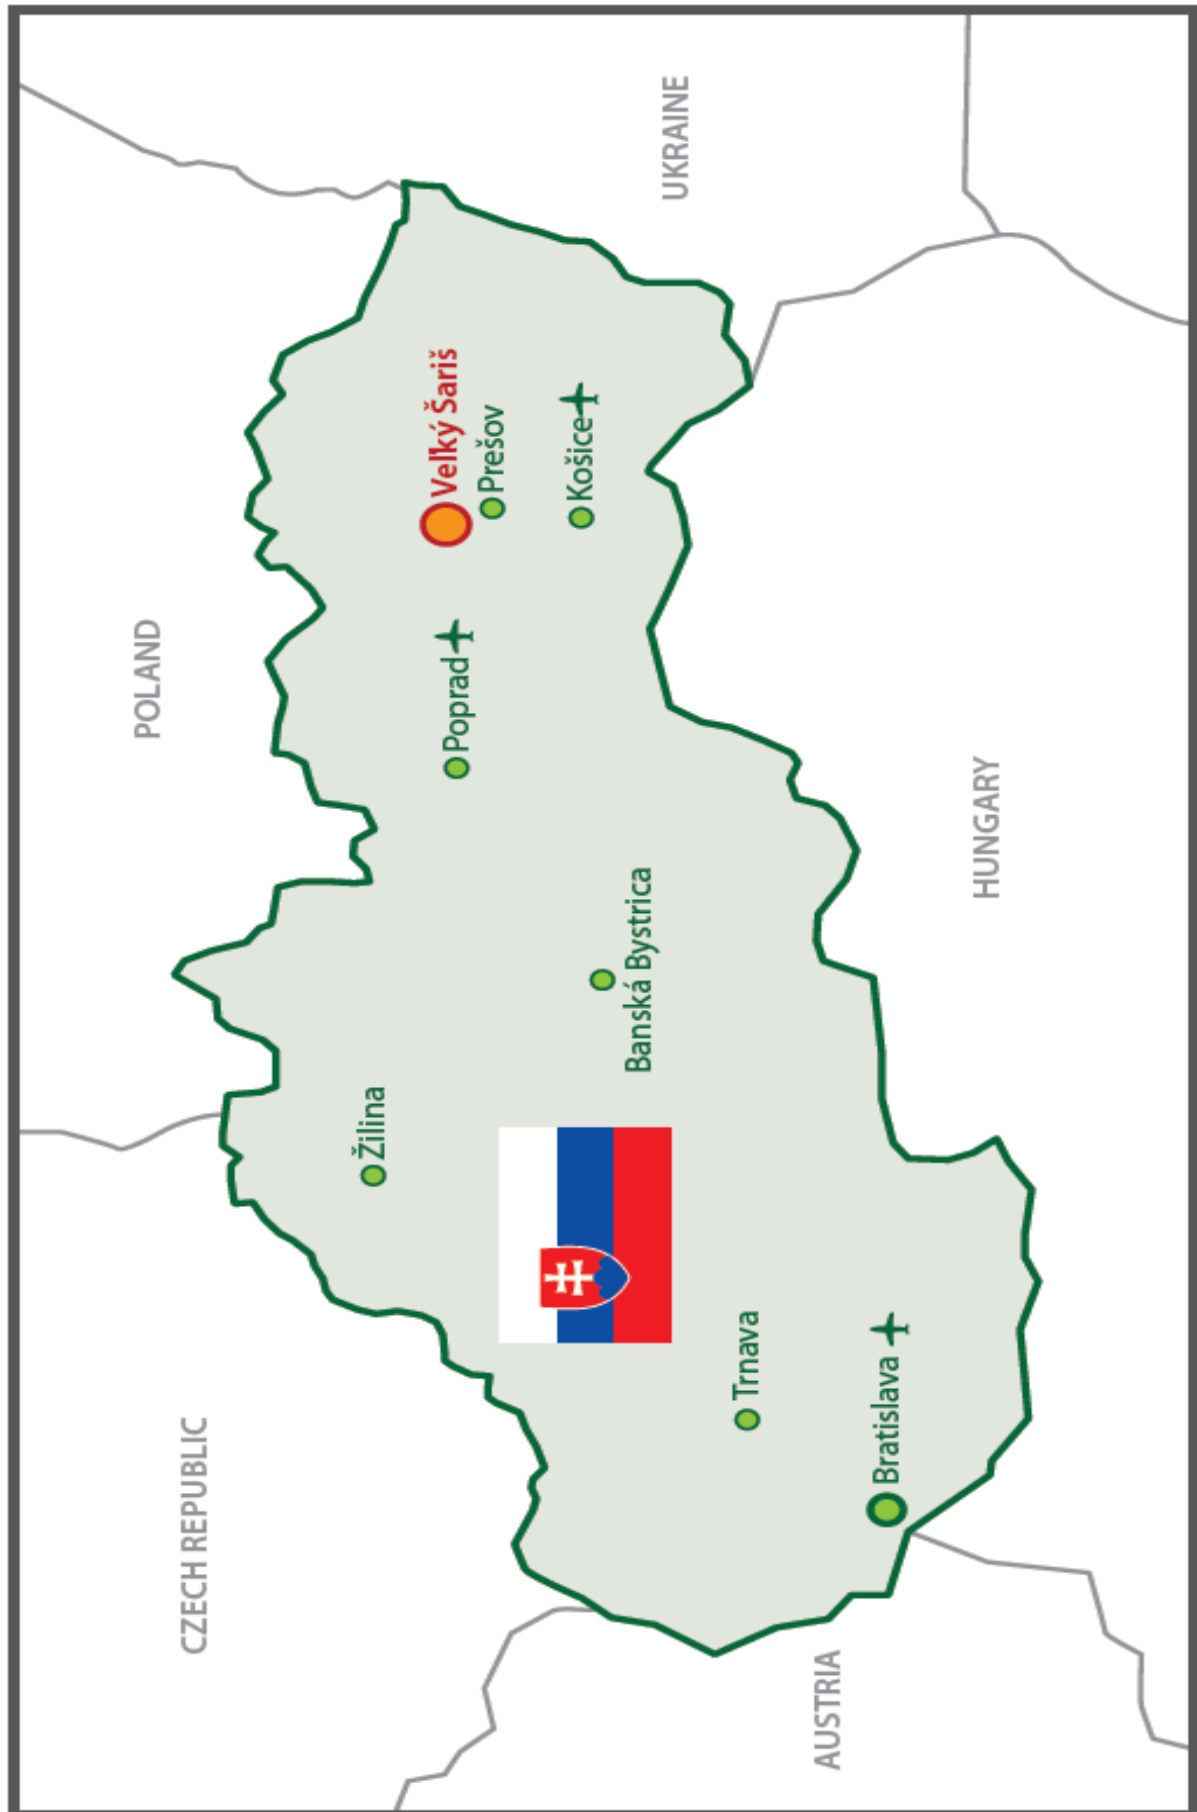 POLAND
CZECH REPUBLIC
UKRAINE
Žilina
Poprad
Veľký Šariš
Prešov
Košice
Banská Bystrica
Trnava
Bratislava
HUNGARY
AUSTRIA